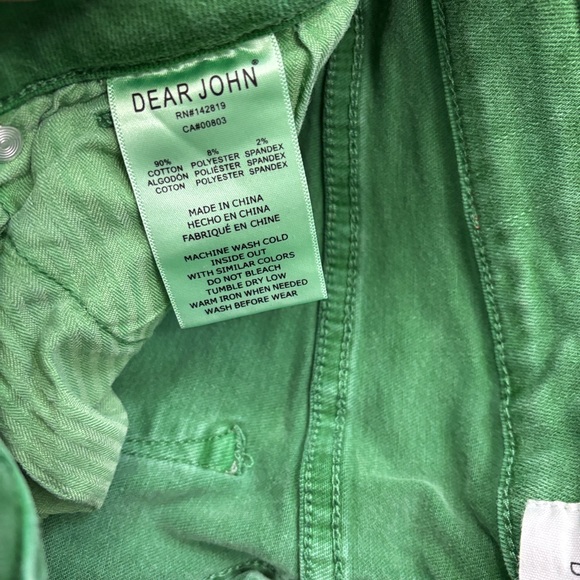 DEAR JOHN®
RN#142819
CA#00803
90% 8% 2%
COTTON POLYESTER SPANDEX
ALGODÓN POLIÉSTER SPANDEX
COTON POLYESTER SPANDEX
MADE IN CHINA
HECHO EN CHINA
FABRIQUÉ EN CHINE
MACHINE WASH COLD
INSIDE OUT
WITH SIMILAR COLORS
DO NOT BLEACH
TUMBLE DRY LOW
WARM IRON WHEN NEEDED
WASH BEFORE WEAR